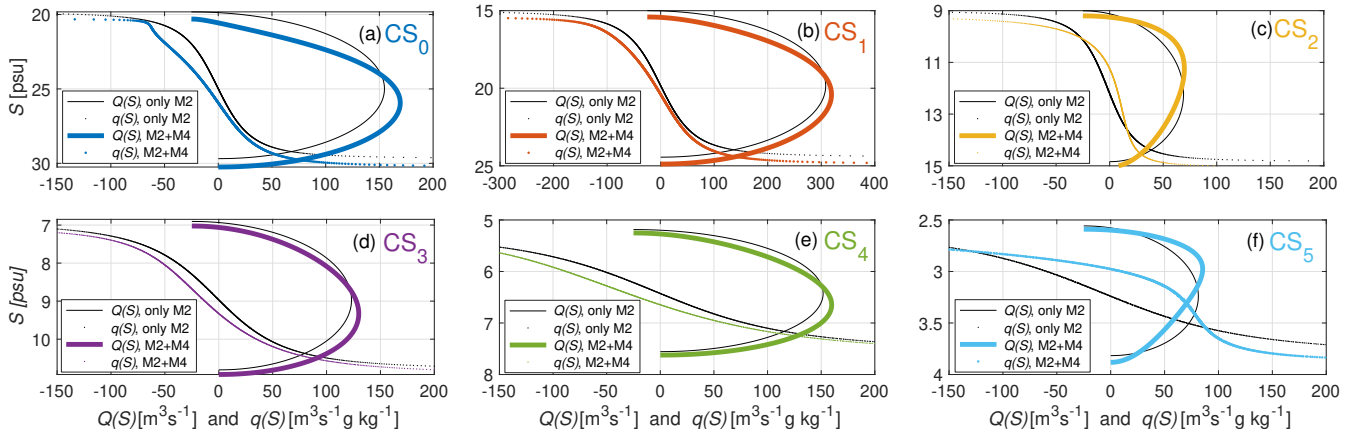 20
25
30
S [psu]
(a) CS0
Q(S), only M2
q(S), only M2
Q(S), M2+M4
q(S), M2+M4
-150 -100 -50 0 50 100 150 200
15
20
25
(b) CS1
Q(S), only M2
q(S), only M2
Q(S), M2+M4
q(S), M2+M4
-300 -200 -100 0 100 200 300 400
9
11
13
15
(c) CS2
Q(S), only M2
q(S), only M2
Q(S), M2+M4
q(S), M2+M4
-150 -100 -50 0 50 100 150 200
7
8
9
10
S [psu]
(d) CS3
Q(S), only M2
q(S), only M2
Q(S), M2+M4
q(S), M2+M4
-150 -100 -50 0 50 100 150 200
Q(S)[m³s⁻¹] and q(S)[m³s⁻¹g kg⁻¹]
5
6
7
8
(e) CS4
Q(S), only M2
q(S), only M2
Q(S), M2+M4
q(S), M2+M4
-150 -100 -50 0 50 100 150 200
Q(S)[m³s⁻¹] and q(S)[m³s⁻¹g kg⁻¹]
2.5
3
3.5
4
(f) CS5
Q(S), only M2
q(S), only M2
Q(S), M2+M4
q(S), M2+M4
-150 -100 -50 0 50 100 150 200
Q(S)[m³s⁻¹] and q(S)[m³s⁻¹g kg⁻¹]